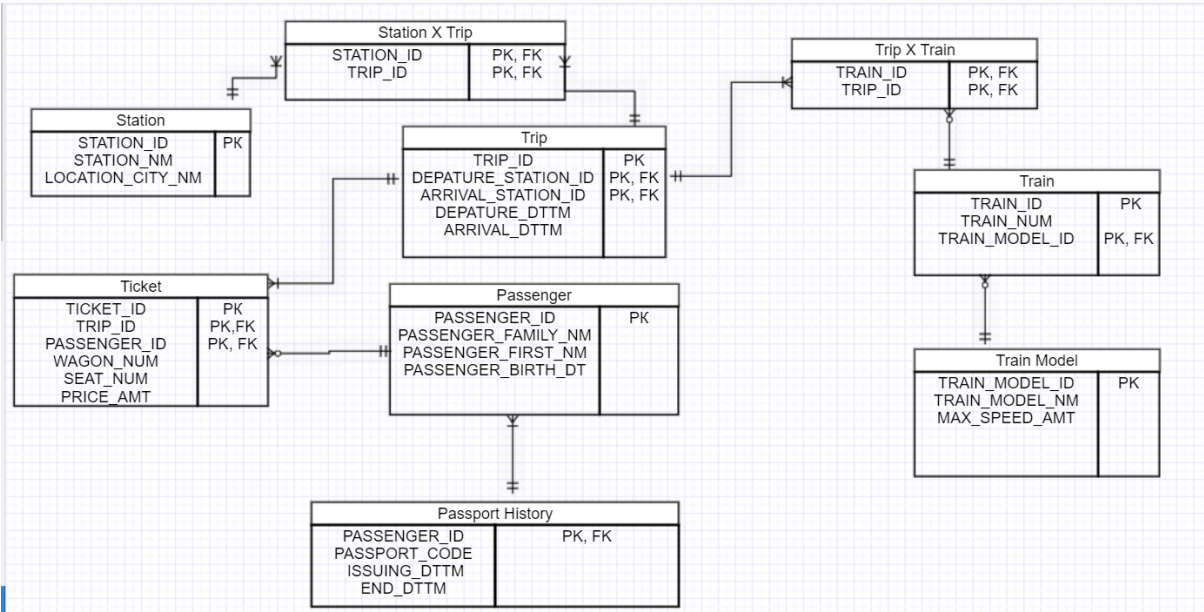 Station X Trip
STATION_ID PK, FK
TRIP_ID PK, FK
Trip X Train
TRAIN_ID PK, FK
TRIP_ID PK, FK
Station
STATION_ID PK
STATION_NM
LOCATION_CITY_NM
Trip
TRIP_ID PK
DEPATURE_STATION_ID PK, FK
ARRIVAL_STATION_ID PK, FK
DEPATURE_DTTM
ARRIVAL_DTTM
Train
TRAIN_ID PK
TRAIN_NUM
TRAIN_MODEL_ID PK, FK
Ticket
TICKET_ID PK
TRIP_ID PK,FK
PASSENGER_ID PK, FK
WAGON_NUM
SEAT_NUM
PRICE_AMT
Passenger
PASSENGER_ID PK
PASSENGER_FAMILY_NM
PASSENGER_FIRST_NM
PASSENGER_BIRTH_DT
Train Model
TRAIN_MODEL_ID PK
TRAIN_MODEL_NM
MAX_SPEED_AMT
Passport History
PASSENGER_ID PK, FK
PASSPORT_CODE
ISSUING_DTTM
END_DTTM